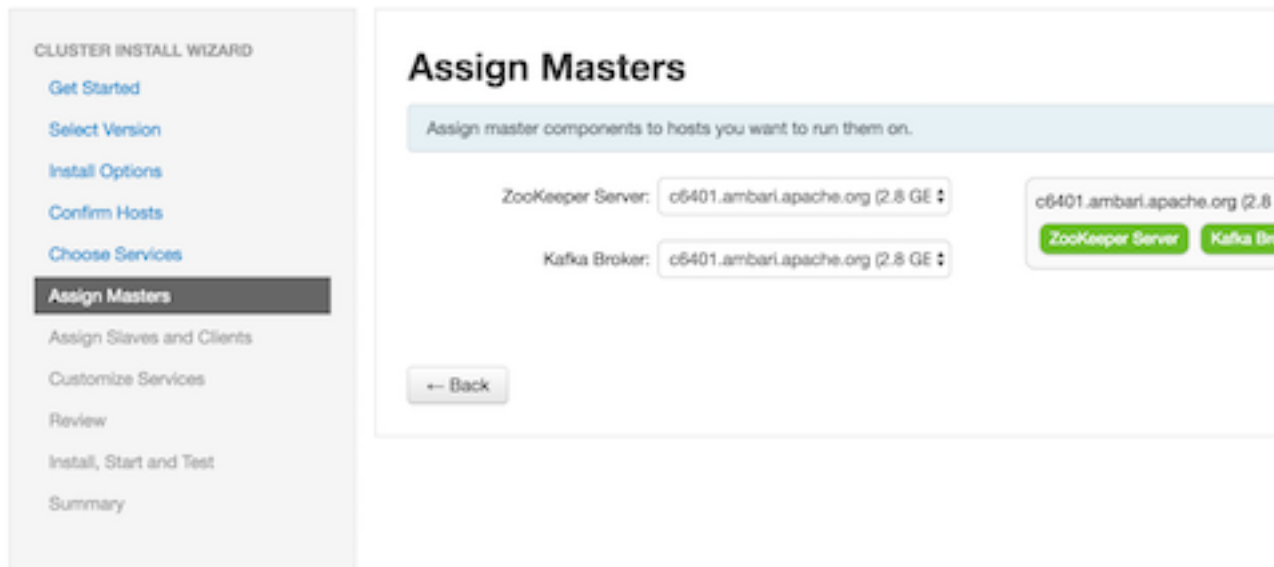 CLUSTER INSTALL WIZARD
Get Started
Select Version
Install Options
Confirm Hosts
Choose Services
Assign Masters
Assign Slaves and Clients
Customize Services
Review
Install, Start and Test
Summary
Assign Masters
Assign master components to hosts you want to run them on.
ZooKeeper Server: c6401.ambari.apache.org (2.8 GE
Kafka Broker: c6401.ambari.apache.org (2.8 GE
← Back
c6401.ambari.apache.org (2.8
ZooKeeper Server Kafka Br